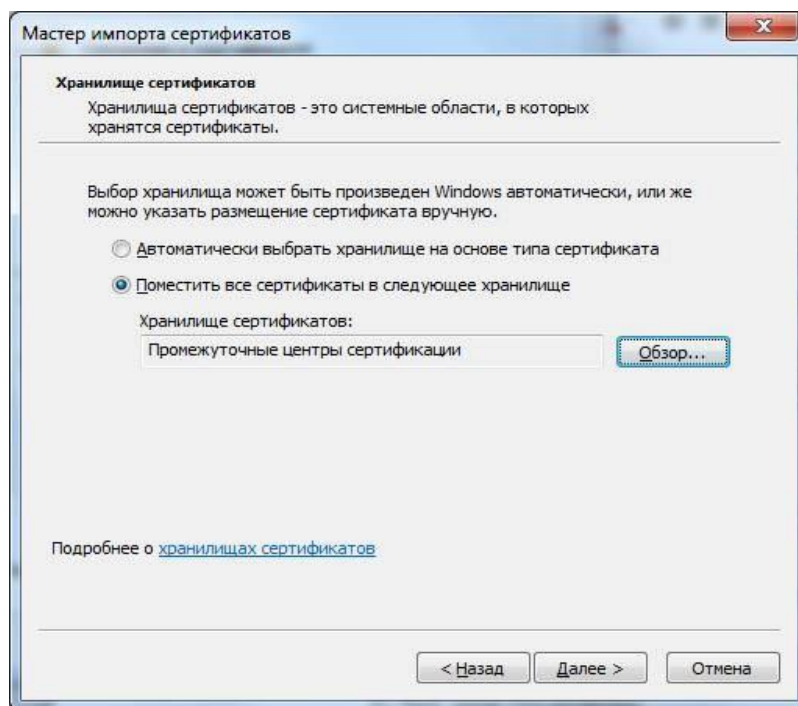 Мастер импорта сертификатов
Хранилище сертификатов
Хранилища сертификатов - это системные области, в которых
хранятся сертификаты.
Выбор хранилища может быть произведен Windows автоматически, или же
можно указать размещение сертификата вручную.
Автоматически выбрать хранилище на основе типа сертификата
Поместить все сертификаты в следующее хранилище
Хранилище сертификатов:
Промежуточные центры сертификации
Обзор...
Подробнее о хранилищах сертификатов
< Назад
Далее >
Отмена